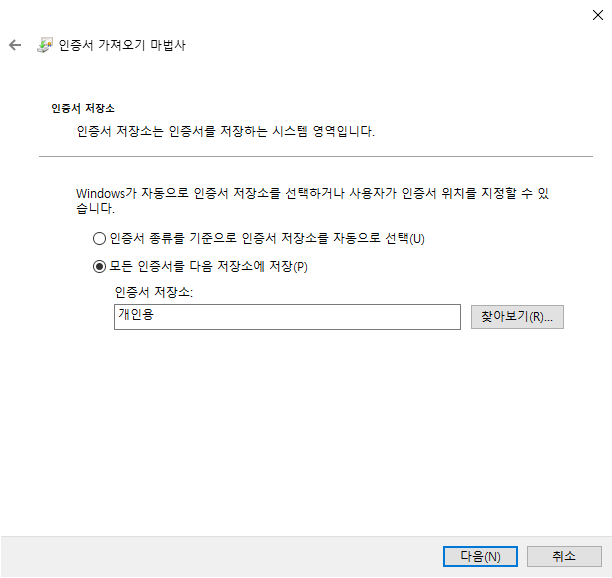 인증서 가져오기 마법사
인증서 저장소
인증서 저장소는 인증서를 저장하는 시스템 영역입니다.
Windows가 자동으로 인증서 저장소를 선택하거나 사용자가 인증서 위치를 지정할 수 있
습니다.
인증서 종류를 기준으로 인증서 저장소를 자동으로 선택(U)
모든 인증서를 다음 저장소에 저장(P)
인증서 저장소:
개인용
찾아보기(R)...
다음(N)
취소